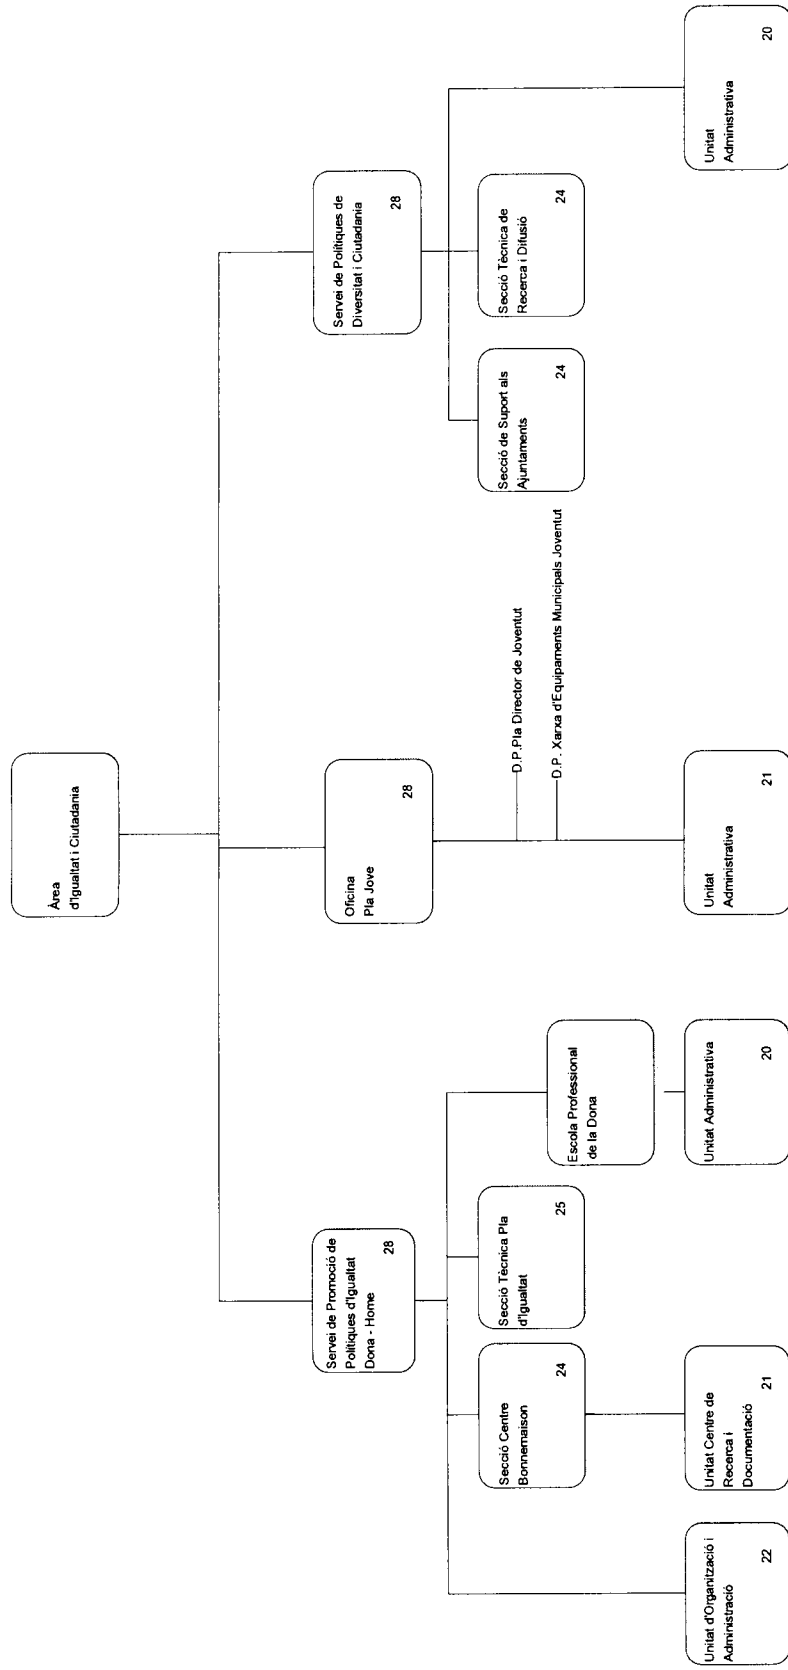 Àrea
d'Igualtat i Ciutadania
Servei de Promoció de
Polítiques d'Igualtat
Dona - Home
28
Oficina
Pla Jove
28
Servei de Polítiques de
Diversitat i Ciutadania
28
Secció Centre
Bonnemaison
24
Secció Tècnica Pla
d'Igualtat
25
Escola Professional
de la Dona
D.P.Pla Director de Joventut
D.P. Xarxa d'Equipaments Municipals Joventut
Secció de Suport als
Ajuntaments
24
Secció Tècnica de
Recerca i Difusió
24
Unitat d'Organització i
Administració
22
Unitat Centre de
Recerca i
Documentació
21
Unitat Administrativa
20
Unitat
Administrativa
21
Unitat
Administrativa
20